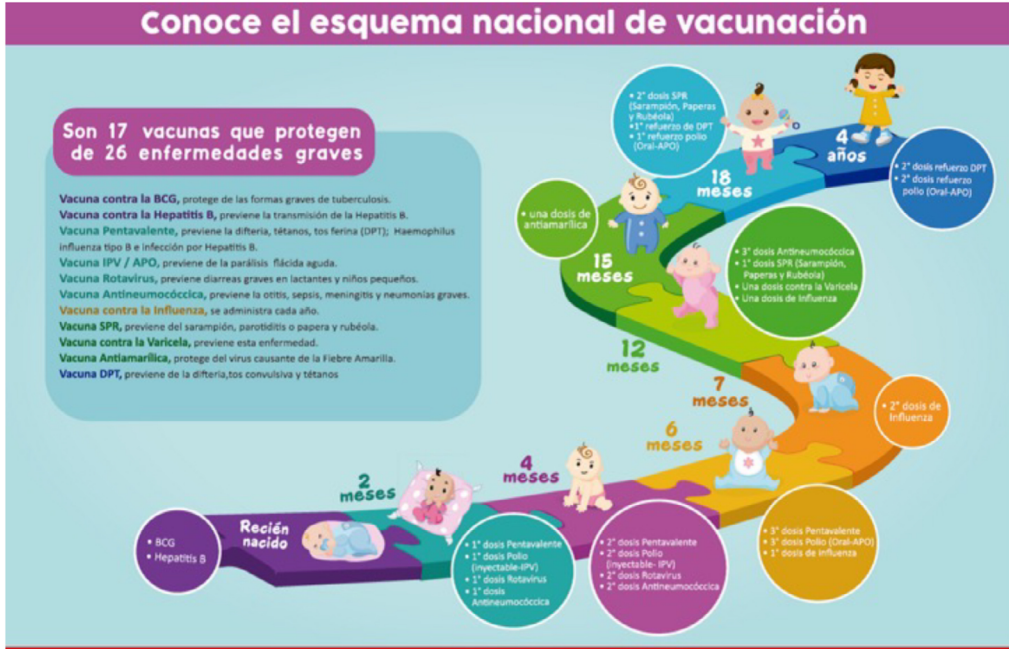 Conoce el esquema nacional de vacunación
Son 17 vacunas que protegen
de 26 enfermedades graves
Vacuna contra la BCG, protege de las formas graves de tuberculosis.
Vacuna contra la Hepatitis B, previene la transmisión de la Hepatitis B.
Vacuna Pentavalente, previene la difteria, tétanos, tos ferina (DPT); Haemophilus
influenza tipo B e infección por Hepatitis B.
Vacuna IPV / APO, previene de la parálisis flácida aguda.
Vacuna Rotavirus, previene diarreas graves en lactantes y niños pequeños.
Vacuna Antineumocóccica, previene la otitis, sepsis, meningitis y neumonías graves.
Vacuna contra la Influenza, se administra cada año.
Vacuna SPR, previene del sarampión, parotiditis o papera y rubéola.
Vacuna contra la Varicela, previene esta enfermedad.
Vacuna Antiamarílica, protege del virus causante de la Fiebre Amarilla.
Vacuna DPT, previene de la difteria,tos convulsiva y tétanos
Recién
nacido
• BCG
• Hepatitis B
2
meses
• 1° dosis Pentavalente
• 1° dosis Polio
(inyectable-IPV)
• 1° dosis Rotavirus
• 1° dosis
Antineumocóccica
4
meses
• 2° dosis Pentavalente
• 2° dosis Polio
(inyectable- IPV)
• 2° dosis Rotavirus
• 2° dosis Antineumocóccica
6
meses
• 3° dosis Pentavalente
• 3° dosis Polio (Oral-APO)
• 1° dosis de Influenza
7
meses
• 2° dosis de
Influenza
12
meses
• 3° dosis Antineumocóccica
• 1° dosis SPR (Sarampión,
Paperas y Rubéola)
• Una dosis contra la Varicela
• Una dosis de Influenza
15
meses
• una dosis de
antiamarilica
18
meses
• 2° dosis SPR
(Sarampión, Paperas
y Rubéola)
•1° refuerzo de DPT
• 1° refuerzo polio
(Oral-APO)
4
años
• 2° dosis refuerzo DPT
• 2° dosis refuerzo
polio (Oral-APO)